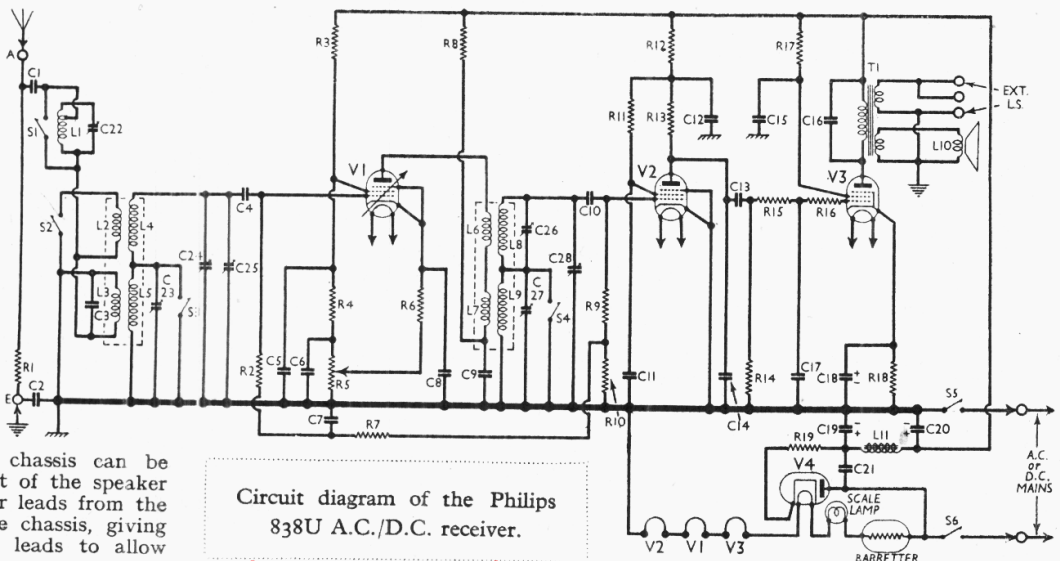 R3
R8
R12
R17
T1
A
C1
EXT.
L.S.
S1
L1
C22
R11
R13
C12
C15
C16
L10
V1
V2
V3
S2
L2
L4
C4
L6
L8
C10
C26
C13
R15
R16
C24
C25
C28
L3
C3
L5
C
23
S3
L7
L9
C
27
S4
R9
R4
R6
R1
C5
C6
R2
R5
C8
C9
C11
R14
C17
C18
+
-
R18
E
C2
R10
C14
S5
C7
R7
C19
+
L11
+
C20
R19
C21
A.C.
or
D.C.
MAINS
V4
SCALE
LAMP
S6
V2
V1
V3
BARRETTER
chassis can be
t of the speaker
r leads from the
e chassis, giving
leads to allow
Circuit diagram of the Philips
838U A.C./D.C. receiver.